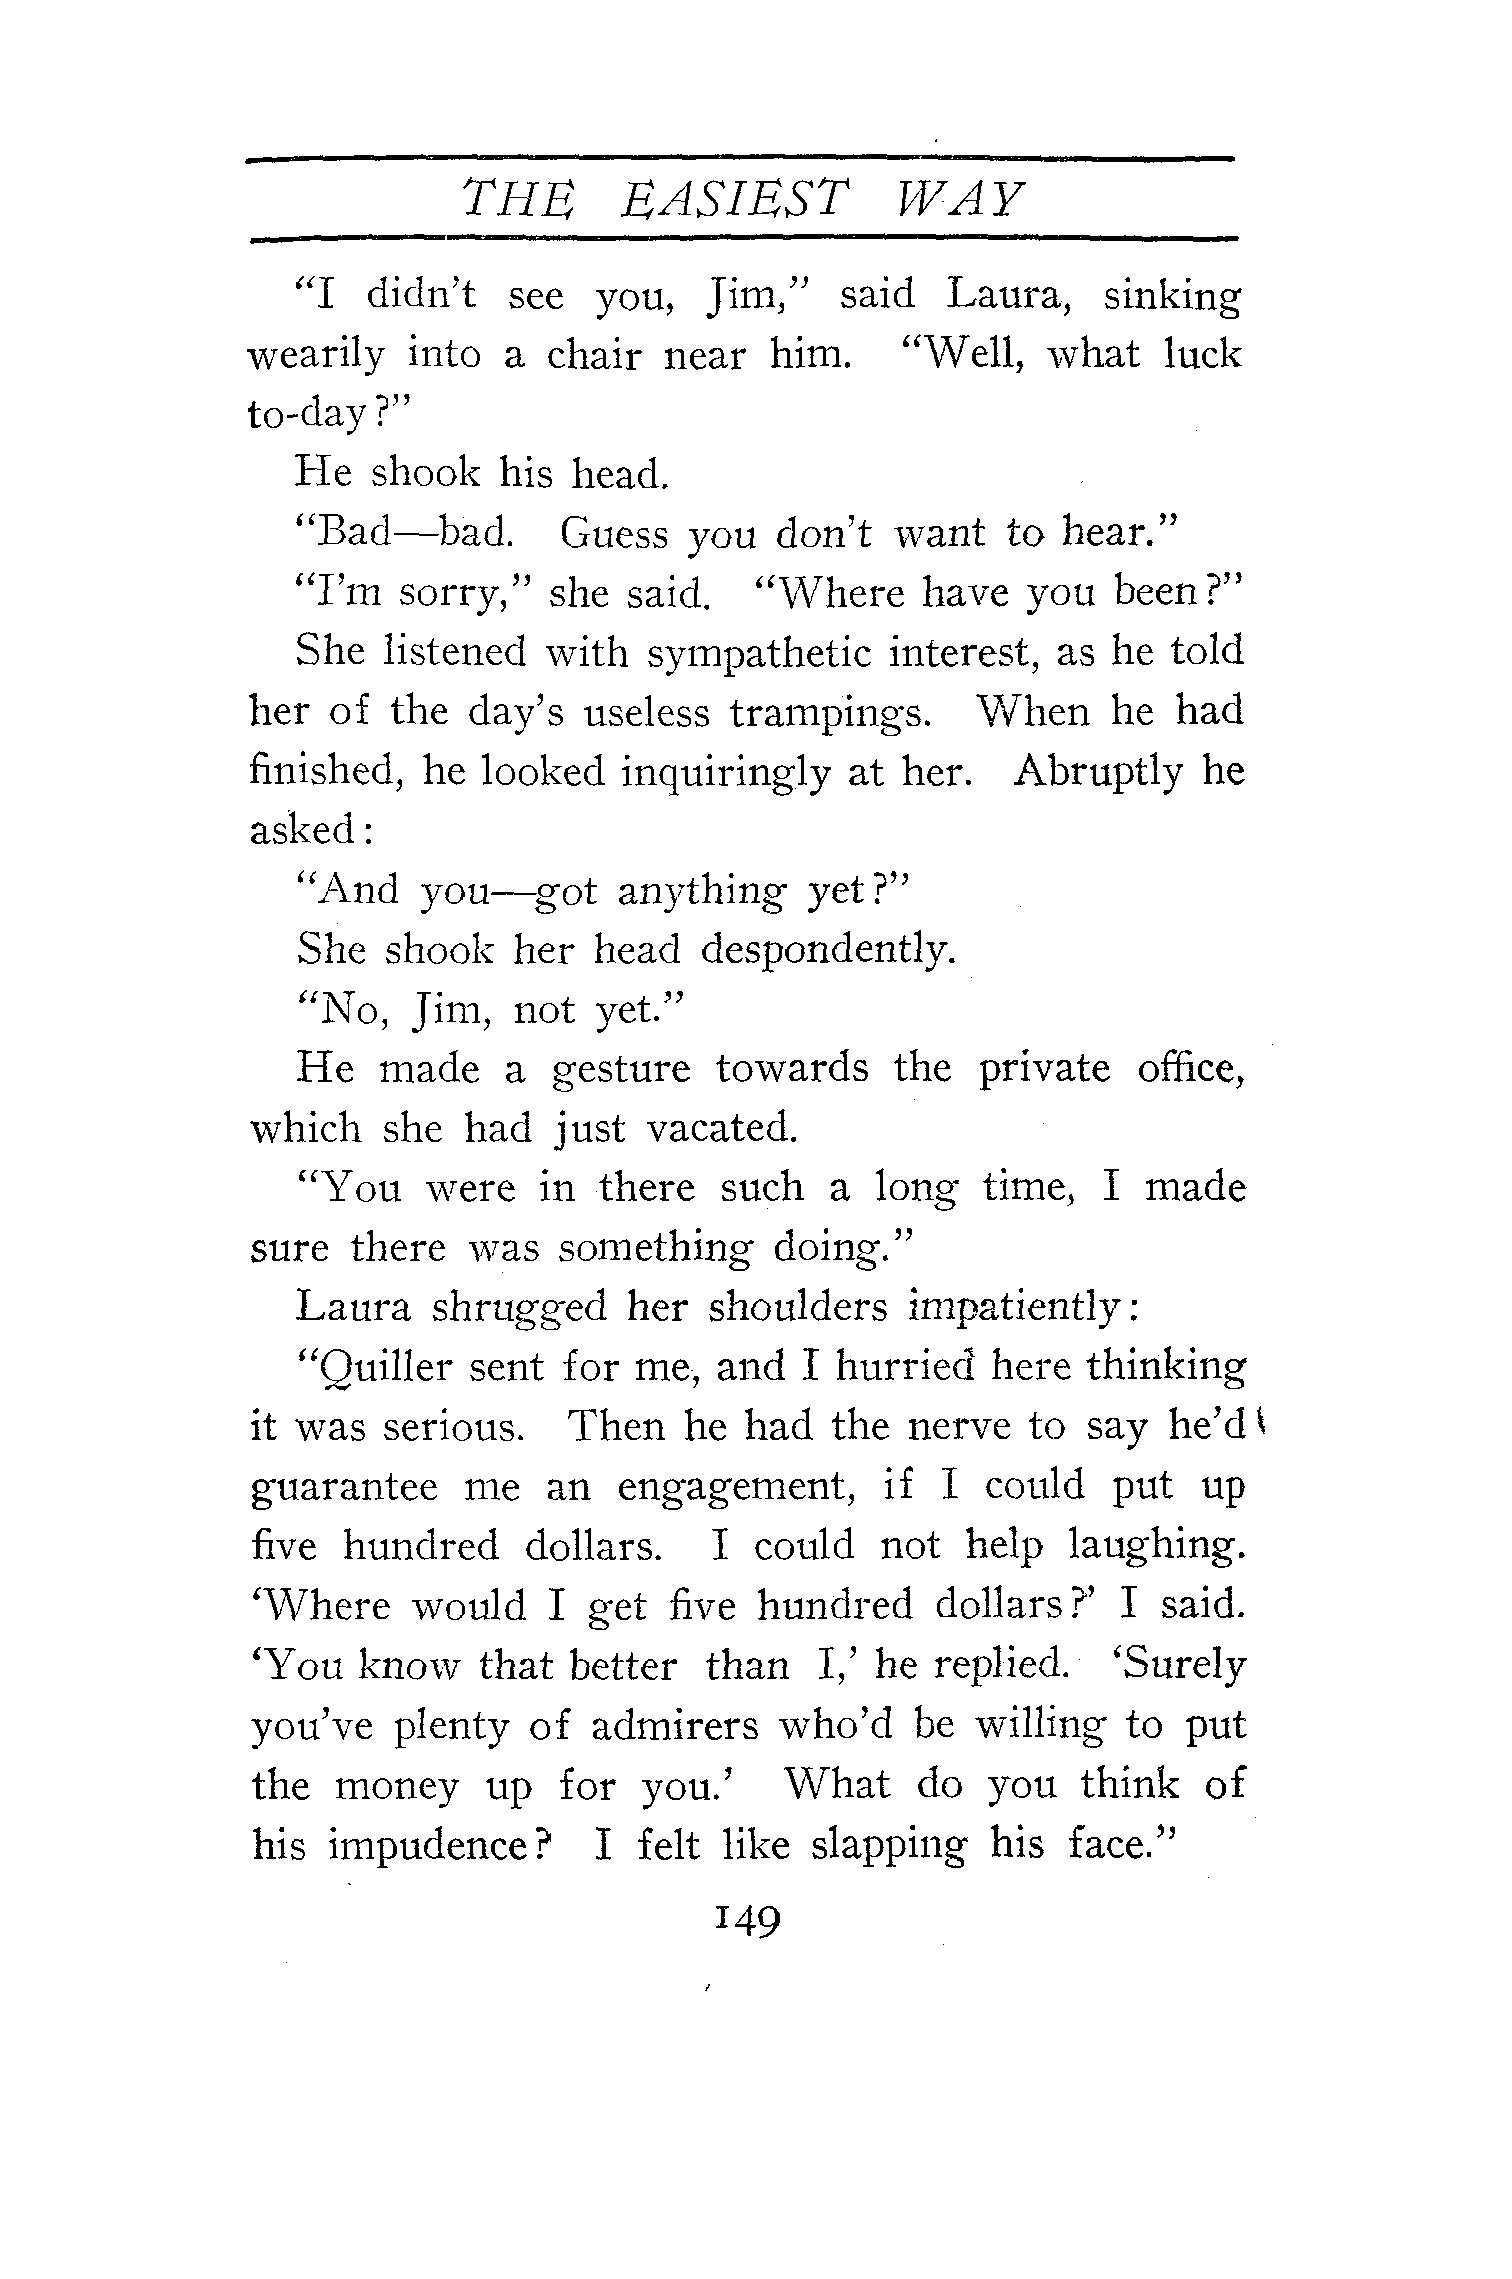 THE EASIEST WAY
"I didn't see you, Jim," said Laura, sinking
wearily into a chair near him. "Well, what luck
to-day?"
He shook his head.
"Bad—bad. Guess you don't want to hear."
"I'm sorry," she said. "Where have you been?"
She listened with sympathetic interest, as he told
her of the day's useless trampings. When he had
finished, he looked inquiringly at her. Abruptly he
asked:
"And you—got anything yet?"
She shook her head despondently.
"No, Jim, not yet."
He made a gesture towards the private office,
which she had just vacated.
"You were in there such a long time, I made
sure there was something doing."
Laura shrugged her shoulders impatiently:
"Quiller sent for me, and I hurried here thinking
it was serious. Then he had the nerve to say he'd
guarantee me an engagement, if I could put up
five hundred dollars. I could not help laughing.
'Where would I get five hundred dollars?' I said.
'You know that better than I,' he replied. 'Surely
you've plenty of admirers who'd be willing to put
the money up for you.' What do you think of
his impudence? I felt like slapping his face."
149